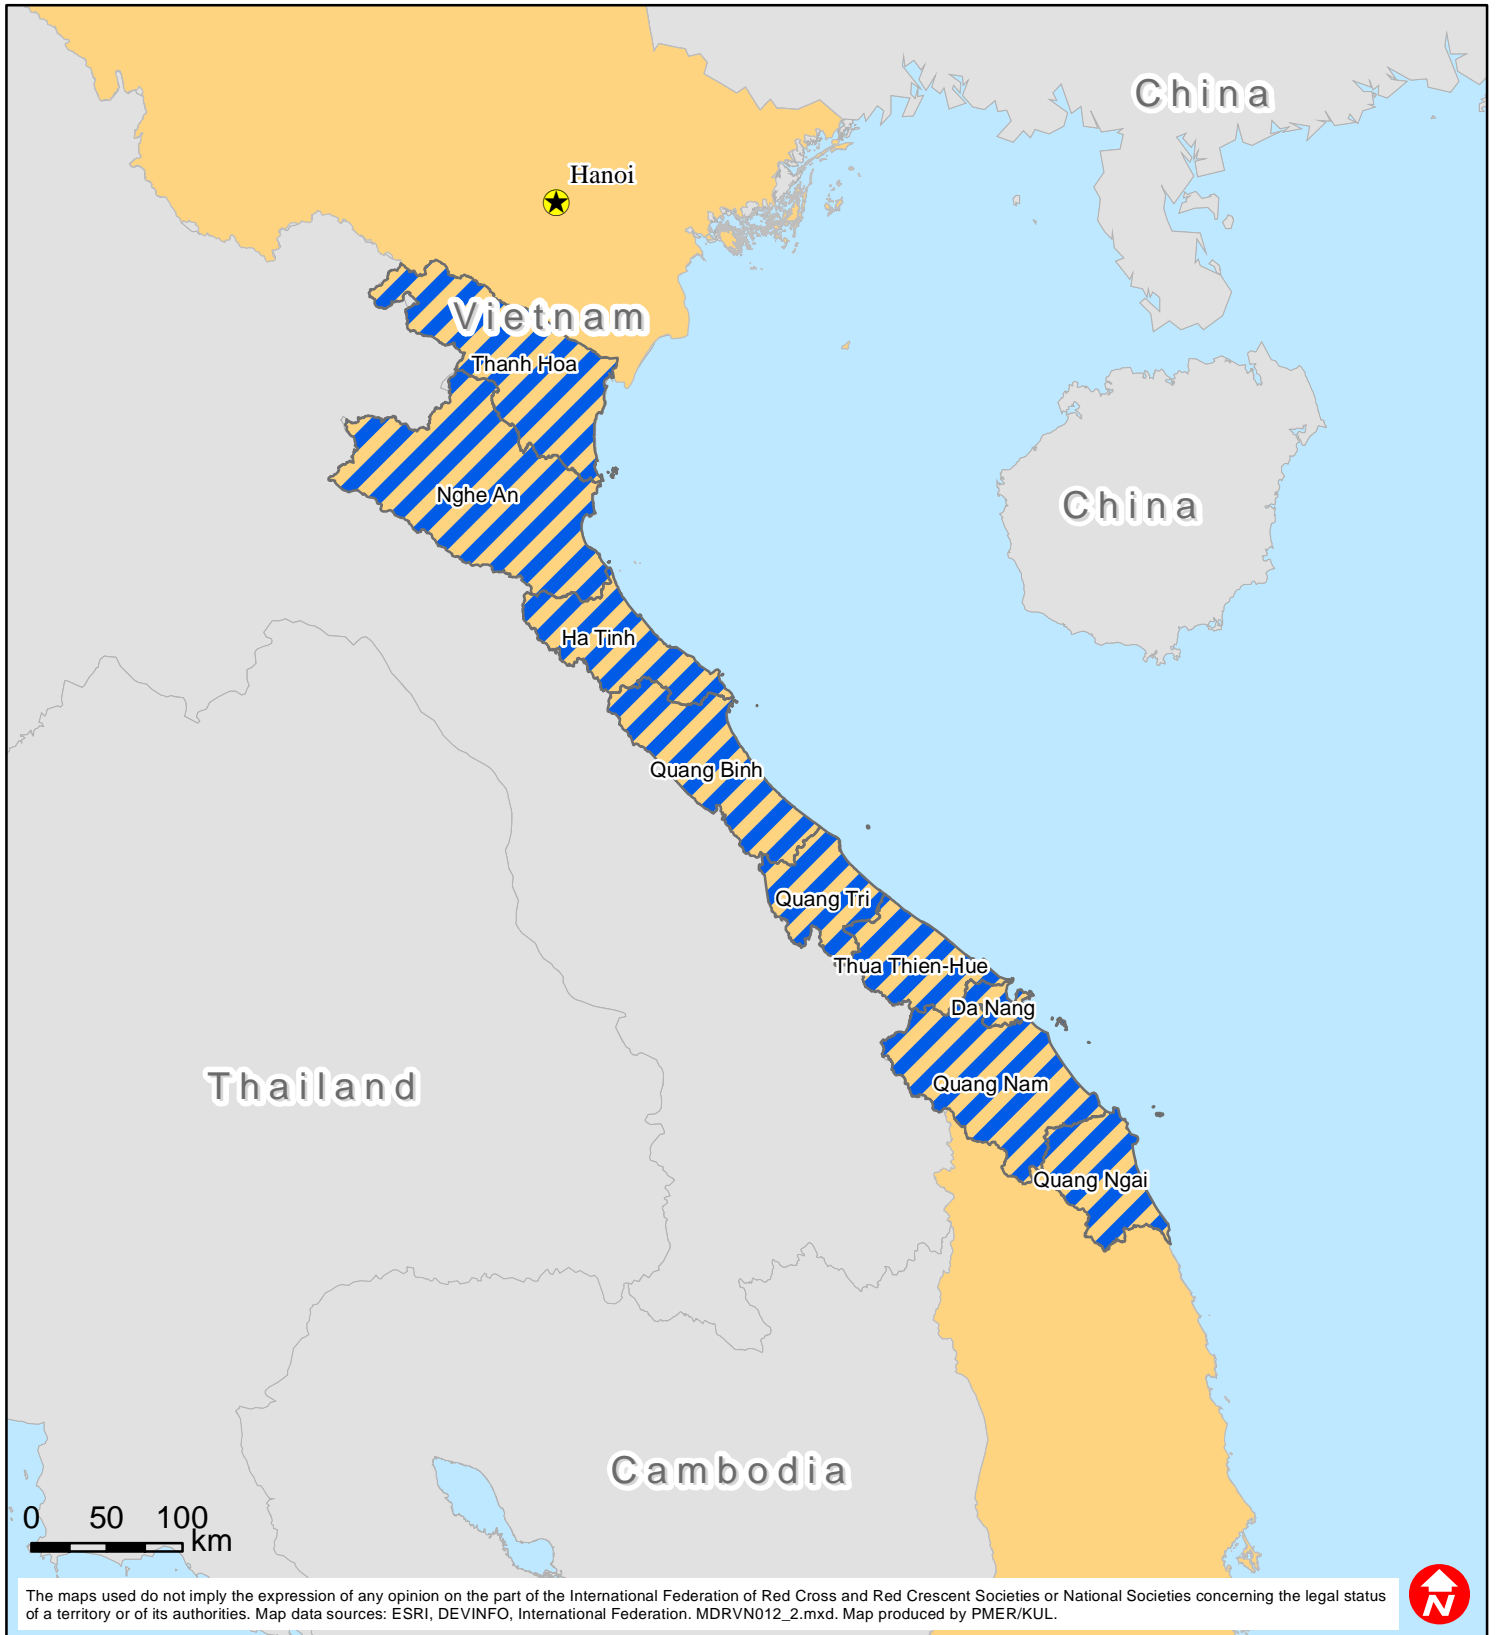 China
Hanoi
Vietnam
Thanh Hoa
Nghe An
China
Ha Tinh
Quang Binh
Quang Tri
Thua Thien-Hue
Da Nang
Quang Nam
Thailand
Quang Ngai
Cambodia
0 50 100
km
The maps used do not imply the expression of any opinion on the part of the International Federation of Red Cross and Red Crescent Societies or National Societies concerning the legal status
of a territory or of its authorities. Map data sources: ESRI, DEVINFO, International Federation. MDRVN012_2.mxd. Map produced by PMER/KUL.
N